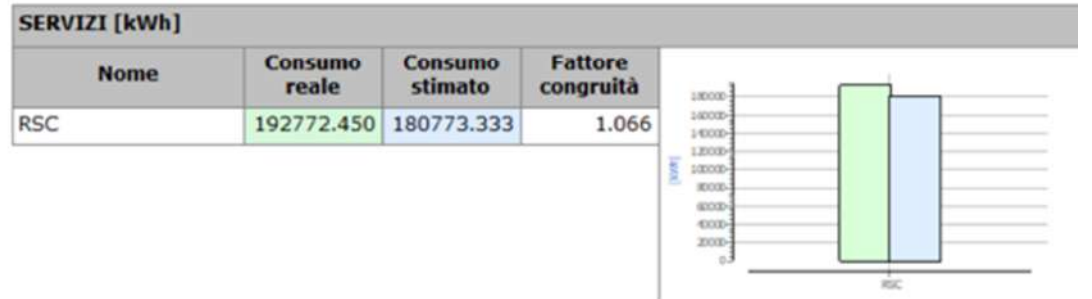 SERVIZI [kWh]
Nome
Consumo reale
Consumo stimato
Fattore congruità
RSC
192772.450
180773.333
1.066
180000
160000
140000
120000
100000
80000
60000
40000
20000
0
[kWh]
RSC